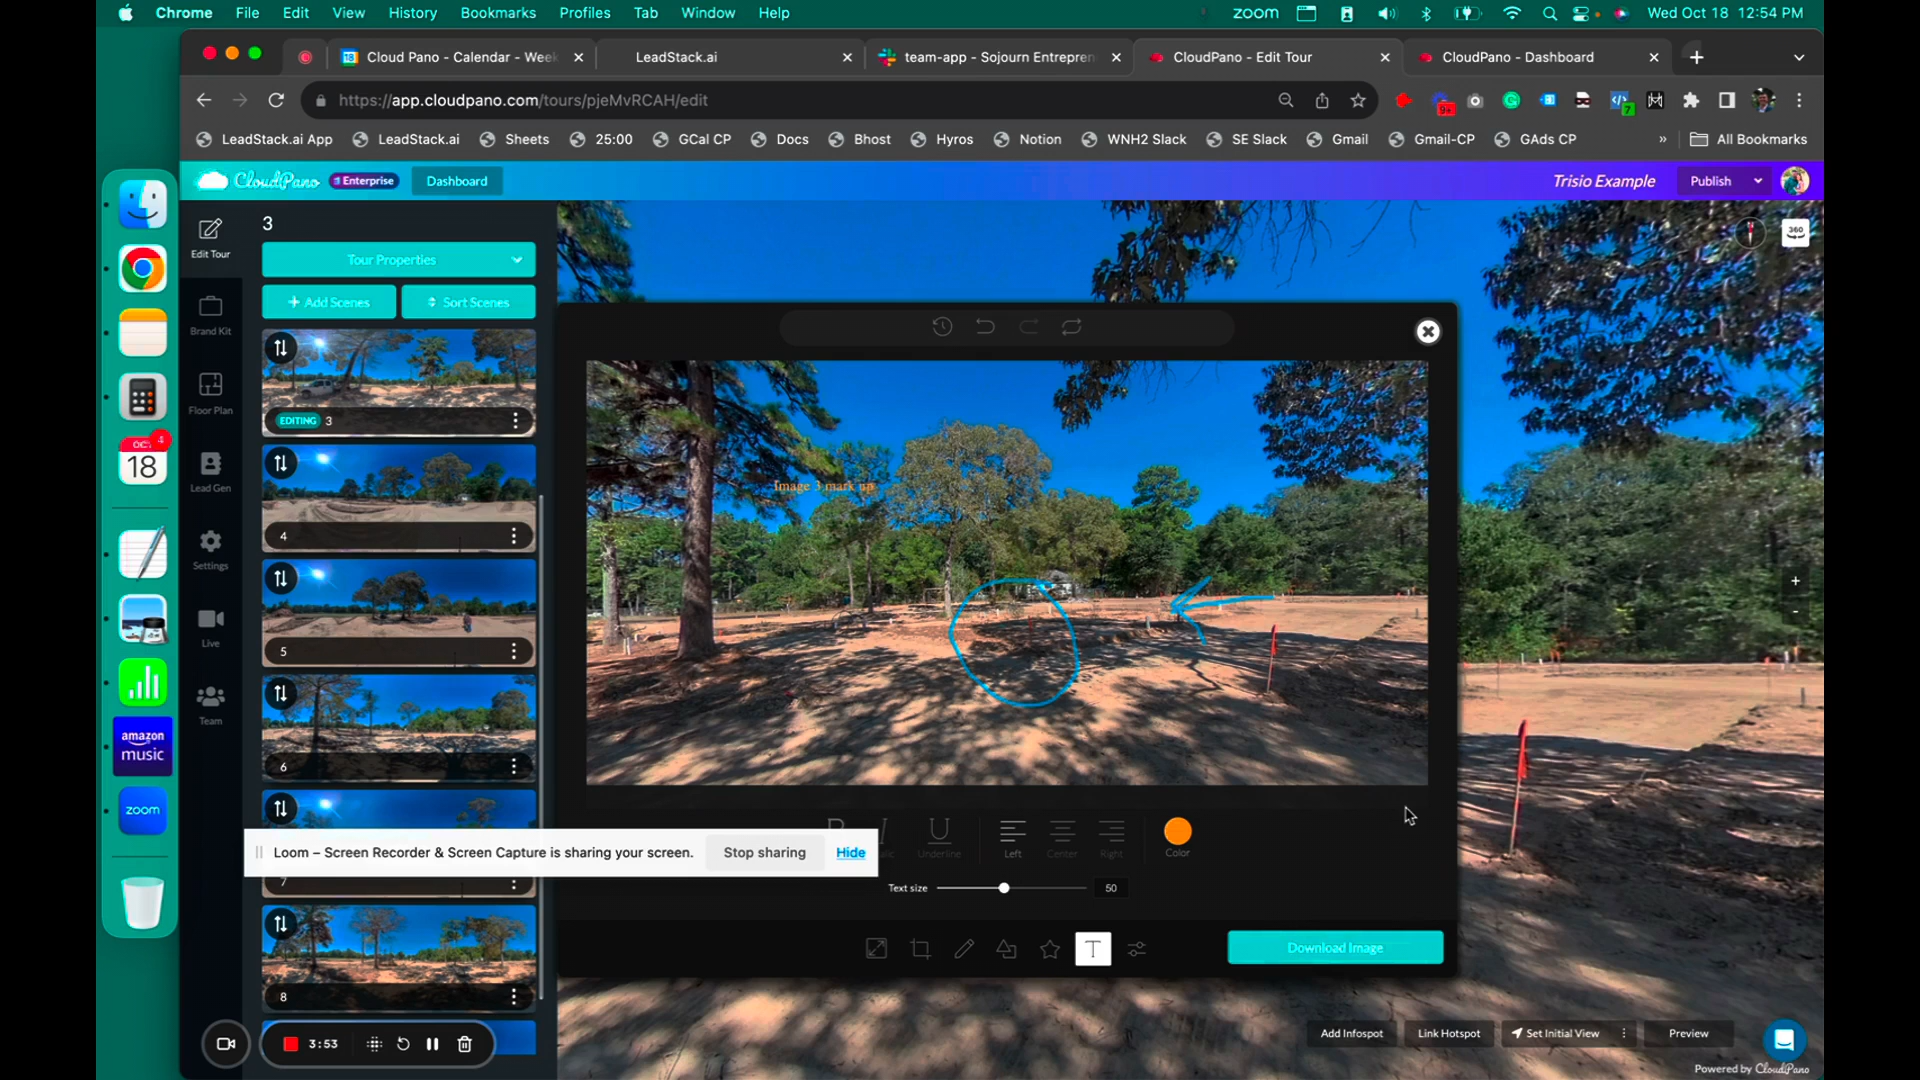 Chrome File Edit View History Bookmarks Profiles Tab Window Help
zoom Wed Oct 18 12:54 PM
Cloud Pano - Calendar - Week
LeadStack.ai
team-app - Sojourn Entrepren
CloudPano - Edit Tour
CloudPano - Dashboard
https://app.cloudpano.com/tours/pjeMvRCAH/edit
9+
7
LeadStack.ai App LeadStack.ai Sheets 25:00 GCal CP Docs Bhost Hyros Notion WNH2 Slack SE Slack Gmail Gmail-CP GAds CP » All Bookmarks
CloudPano Enterprise Dashboard
Trisio Example Publish
Edit Tour
Brand Kit
Floor Plan
Lead Gen
Settings
Live
Team
3
Tour Properties
+ Add Scenes
Sort Scenes
EDITING 3
4
5
6
7
8
360
Image 3 mark up
+
-
Underline
Left
Center
Right
Color
Text size
50
T
Download Image
Loom – Screen Recorder & Screen Capture is sharing your screen.
Stop sharing
Hide
3:53
Add Infospot
Link Hotspot
Set Initial View
Preview
Powered by CloudPano
OCT
18
amazon
music
zoom